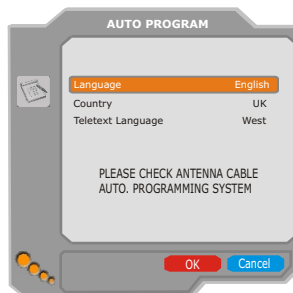 AUTO PROGRAM
Language English
Country UK
Teletext Language West
PLEASE CHECK ANTENNA CABLE
AUTO. PROGRAMMING SYSTEM
OK Cancel